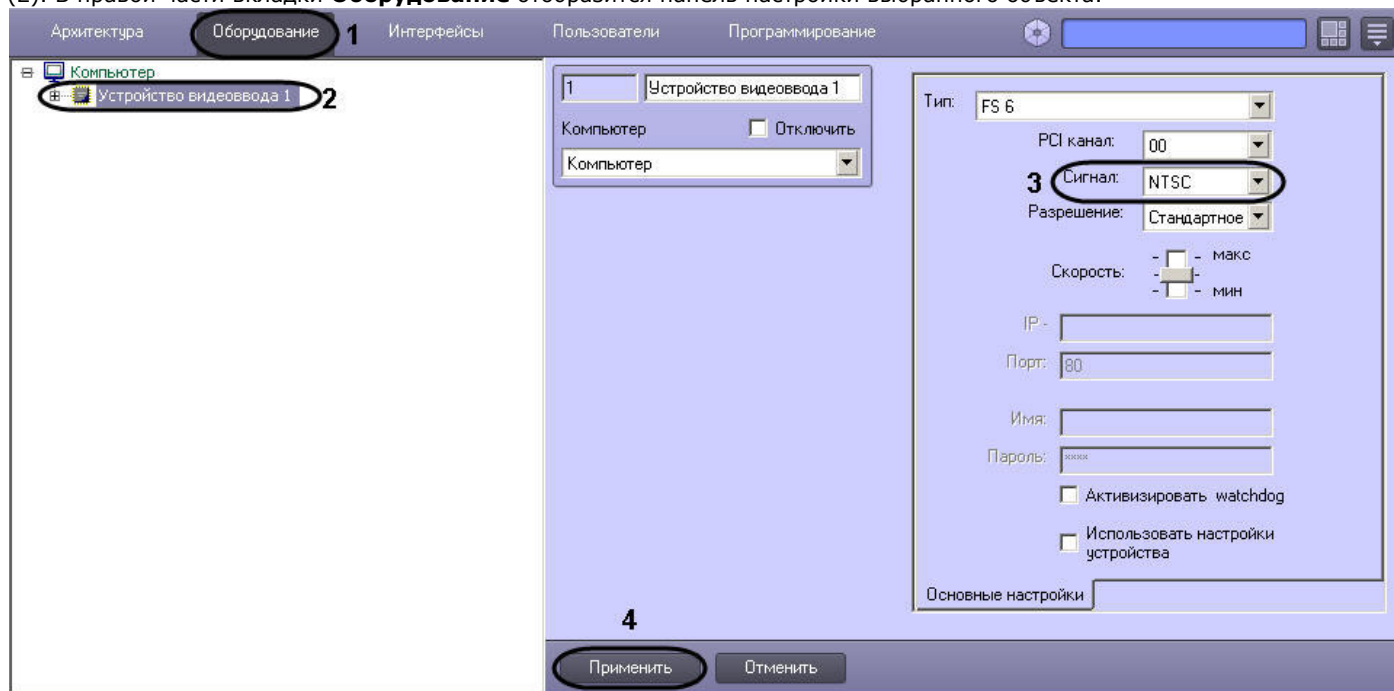 (2). В правой части вкладки Оборудование отобразится панель настройки выбранного объекта.
Архитектура Оборудование 1 Интерфейсы Пользователи Программирование
Компьютер
Устройство видеоввода 1 2
1 Устройство видеоввода 1
Компьютер Отключить
Компьютер
Тип: FS 6
PCI канал: 00
3 Сигнал: NTSC
Разрешение: Стандартное
- - макс
Скорость: - -
- - мин
IP -
Порт: 80
Имя:
Пароль: xxxx
Активизировать watchdog
Использовать настройки
устройства
Основные настройки
4
Применить Отменить